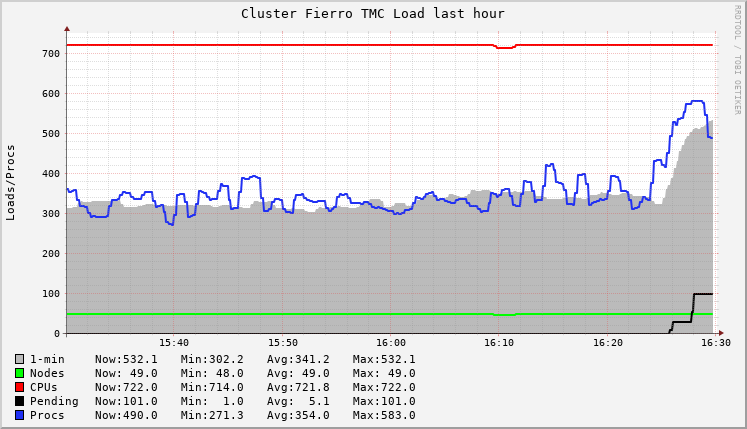 Cluster Fierro TMC Load last hour
RRDTOOL / TOBI OETIKER
Loads/Procs
700
600
500
400
300
200
100
0
15:40 15:50 16:00 16:10 16:20 16:30
1-min Now:532.1 Min:302.2 Avg:341.2 Max:532.1
Nodes Now: 49.0 Min: 48.0 Avg: 49.0 Max: 49.0
CPUs Now:722.0 Min:714.0 Avg:721.8 Max:722.0
Pending Now:101.0 Min: 1.0 Avg: 5.1 Max:101.0
Procs Now:490.0 Min:271.3 Avg:354.0 Max:583.0